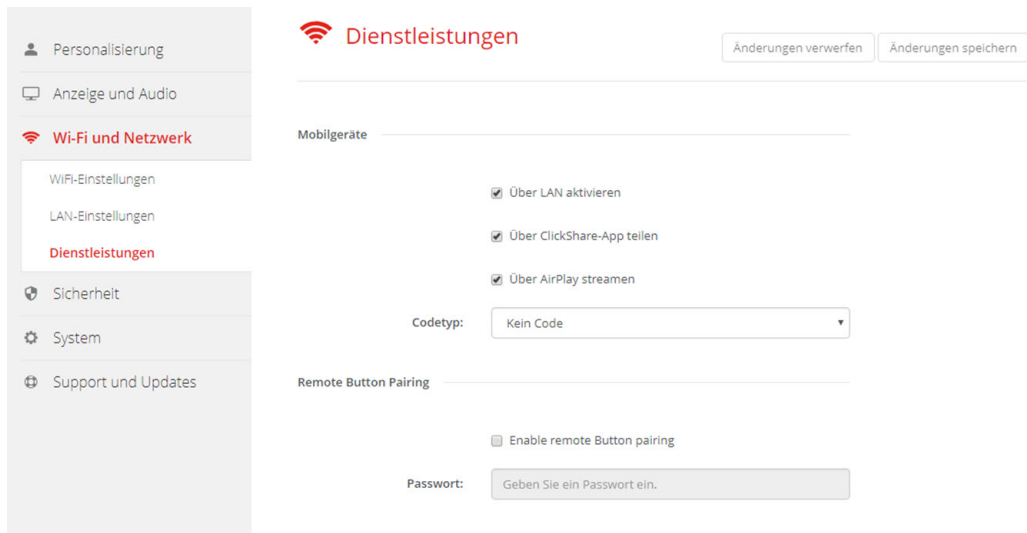 Personalisierung
Anzeige und Audio
Wi-Fi und Netzwerk
WiFi-Einstellungen
LAN-Einstellungen
Dienstleistungen
Sicherheit
System
Support und Updates
Dienstleistungen
Änderungen verwerfen
Änderungen speichern
Mobilgeräte
Über LAN aktivieren
Über ClickShare-App teilen
Über AirPlay streamen
Codetyp:
Kein Code
Remote Button Pairing
Enable remote Button pairing
Passwort:
Geben Sie ein Passwort ein.